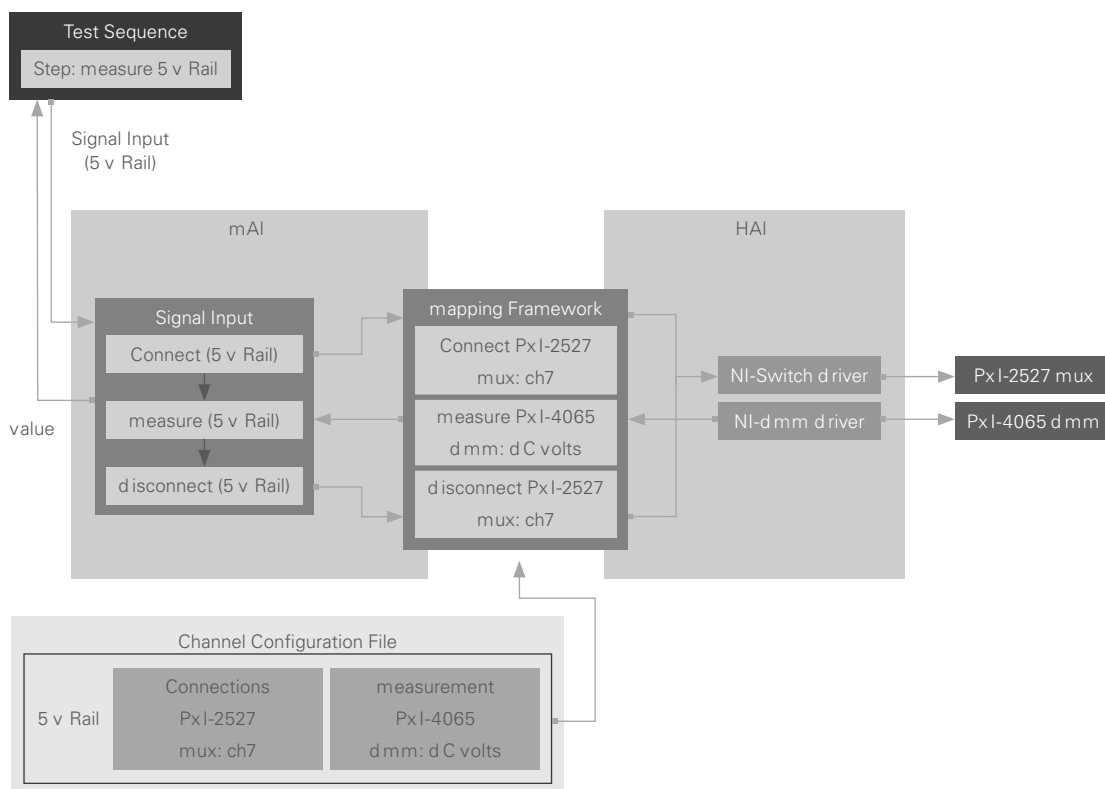 Test Sequence
Step: measure 5 v Rail
Signal Input
(5 v Rail)
mAl
HAl
Signal Input
Connect (5 v Rail)
measure (5 v Rail)
disconnect (5 v Rail)
value
mapping Framework
Connect PxI-2527
mux: ch7
measure PxI-4065
dmm: dC volts
disconnect PxI-2527
mux: ch7
NI-Switch driver
NI-dmm driver
PxI-2527 mux
PxI-4065 dmm
Channel Configuration File
5 v Rail
Connections
PxI-2527
mux: ch7
measurement
PxI-4065
dmm: dC volts